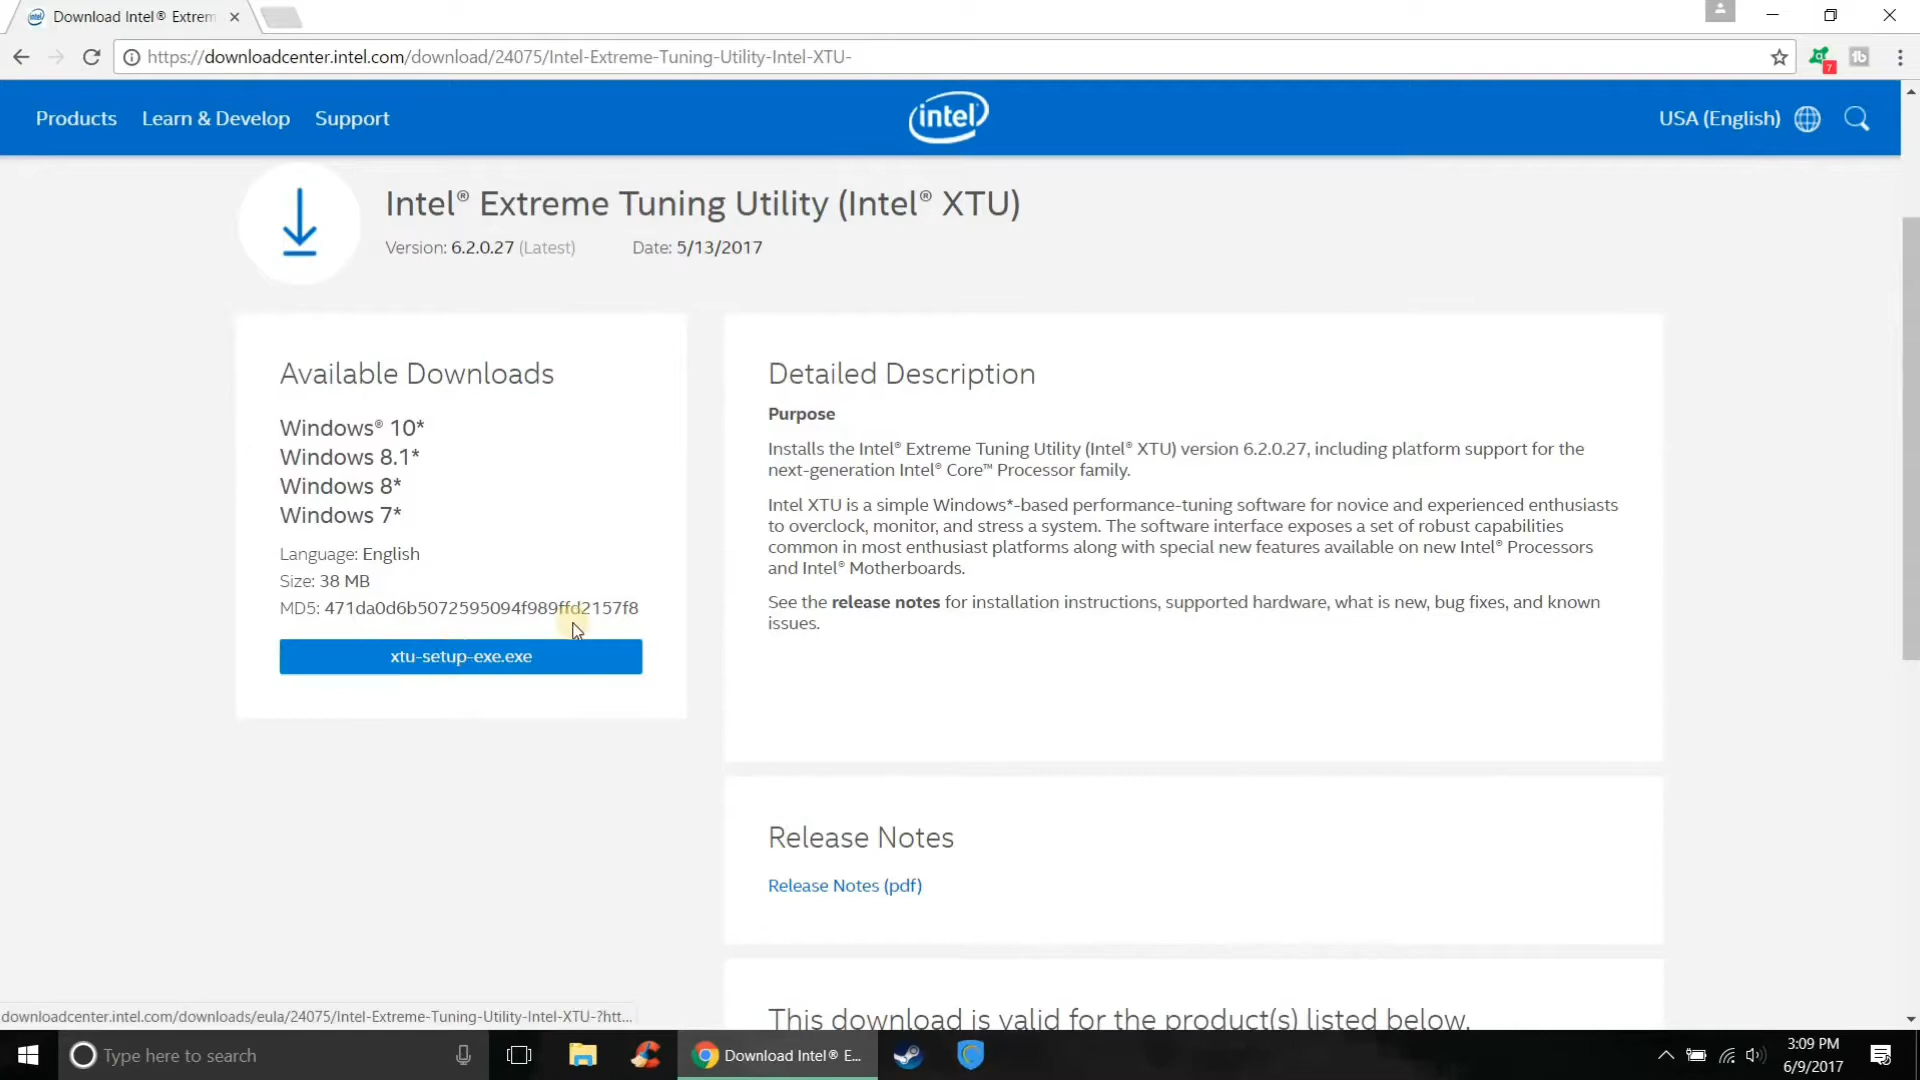 Download Intel® Extrem
https://downloadcenter.intel.com/download/24075/Intel-Extreme-Tuning-Utility-Intel-XTU-
7
Products Learn & Develop Support
intel
USA (English)
Intel® Extreme Tuning Utility (Intel® XTU)
Version: 6.2.0.27 (Latest) Date: 5/13/2017
Available Downloads
Windows® 10*
Windows 8.1*
Windows 8*
Windows 7*
Language: English
Size: 38 MB
MD5: 471da0d6b5072595094f989ffd2157f8
xtu-setup-exe.exe
Detailed Description
Purpose
Installs the Intel® Extreme Tuning Utility (Intel® XTU) version 6.2.0.27, including platform support for the
next-generation Intel® Core™ Processor family.
Intel XTU is a simple Windows*-based performance-tuning software for novice and experienced enthusiasts
to overclock, monitor, and stress a system. The software interface exposes a set of robust capabilities
common in most enthusiast platforms along with special new features available on new Intel® Processors
and Intel® Motherboards.
See the release notes for installation instructions, supported hardware, what is new, bug fixes, and known
issues.
Release Notes
Release Notes (pdf)
This download is valid for the product(s) listed below.
downloadcenter.intel.com/downloads/eula/24075/Intel-Extreme-Tuning-Utility-Intel-XTU-?htt...
Type here to search
Download Intel® E...
3:09 PM
6/9/2017